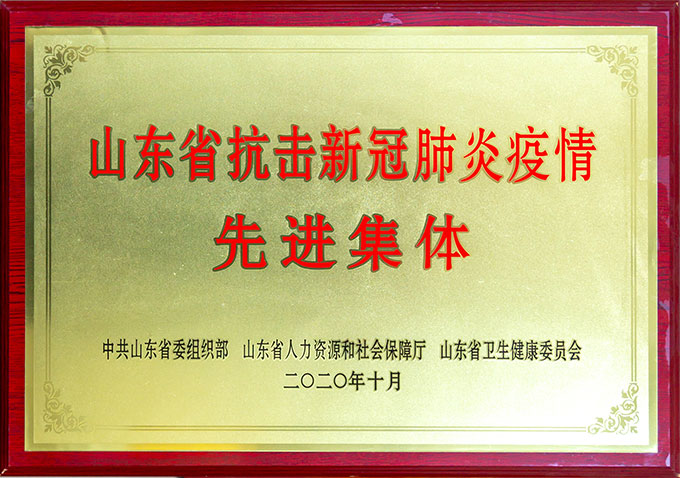 山东省抗击新冠肺炎疫情
先进集体
中共山东省委组织部 山东省人力资源和社会保障厅 山东省卫生健康委员会
二〇二〇年十月